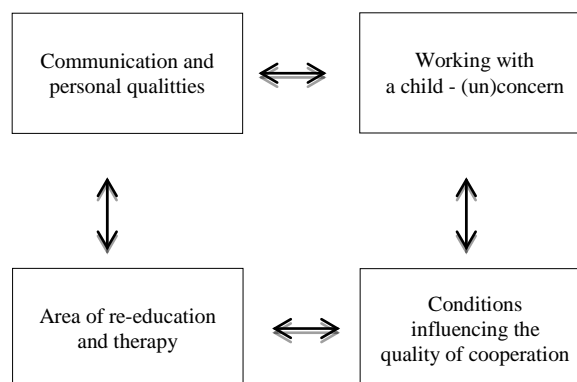 Communication and
personal qualitties
Working with
a child - (un)concern
Area of re-education
and therapy
Conditions
influencing the
quality of cooperation